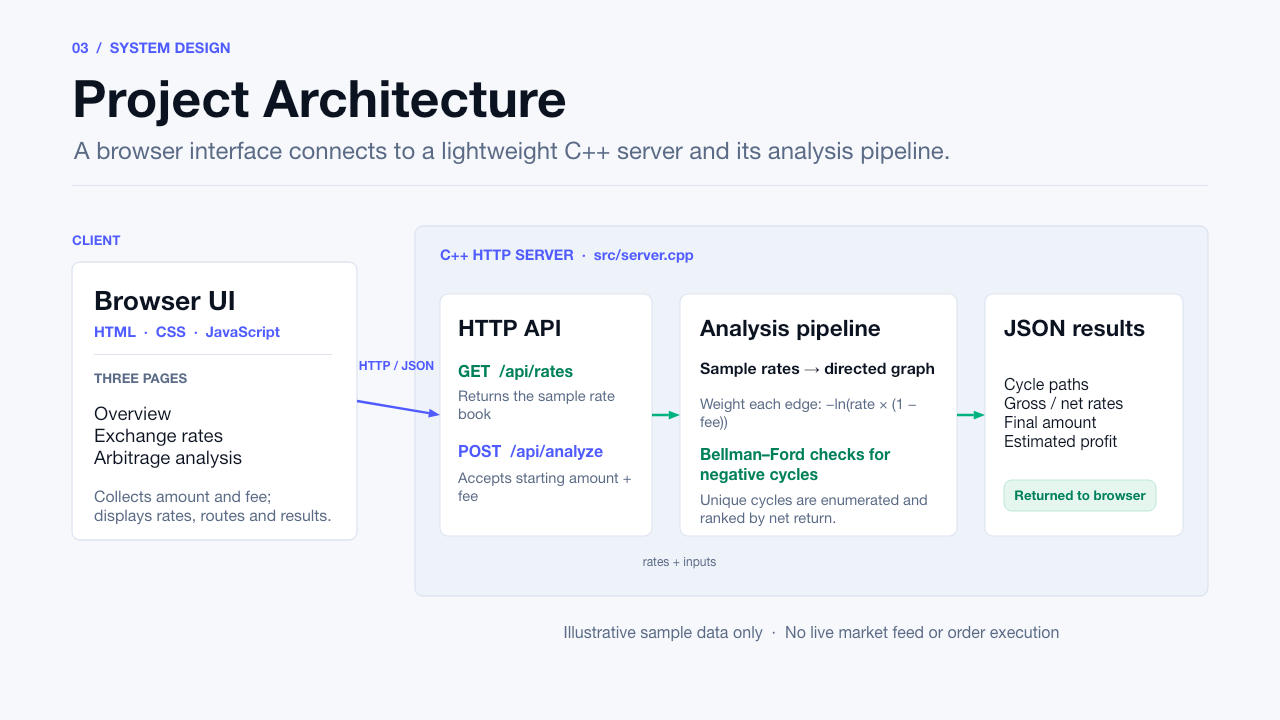 03 / SYSTEM DESIGN
Project Architecture
A browser interface connects to a lightweight C++ server and its analysis pipeline.
CLIENT
Browser UI
HTML · CSS · JavaScript
THREE PAGES
Overview
Exchange rates
Arbitrage analysis
Collects amount and fee;
displays rates, routes and results.
HTTP / JSON
C++ HTTP SERVER · src/server.cpp
HTTP API
GET /api/rates
Returns the sample rate
book
POST /api/analyze
Accepts starting amount +
fee
Analysis pipeline
Sample rates → directed graph
Weight each edge: −ln(rate × (1 −
fee))
Bellman–Ford checks for
negative cycles
Unique cycles are enumerated and
ranked by net return.
JSON results
Cycle paths
Gross / net rates
Final amount
Estimated profit
Returned to browser
rates + inputs
Illustrative sample data only · No live market feed or order execution